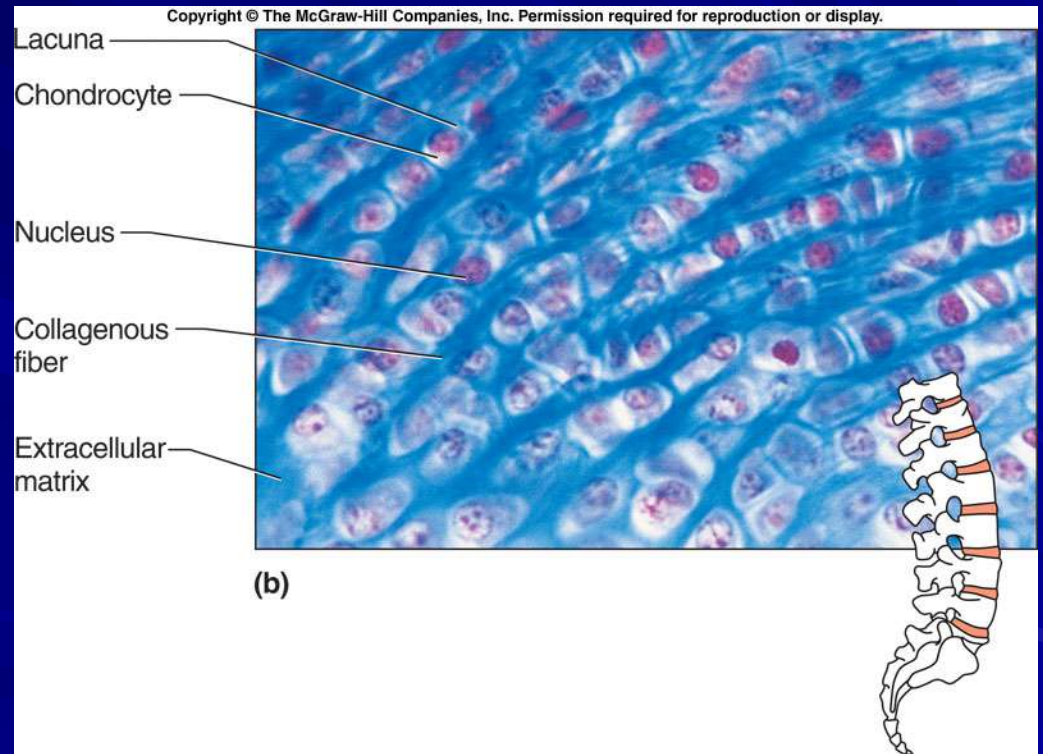 Copyright © The McGraw-Hill Companies, Inc. Permission required for reproduction or display.
Lacuna
Chondrocyte
Nucleus
Collagenous
fiber
Extracellular
matrix
(b)